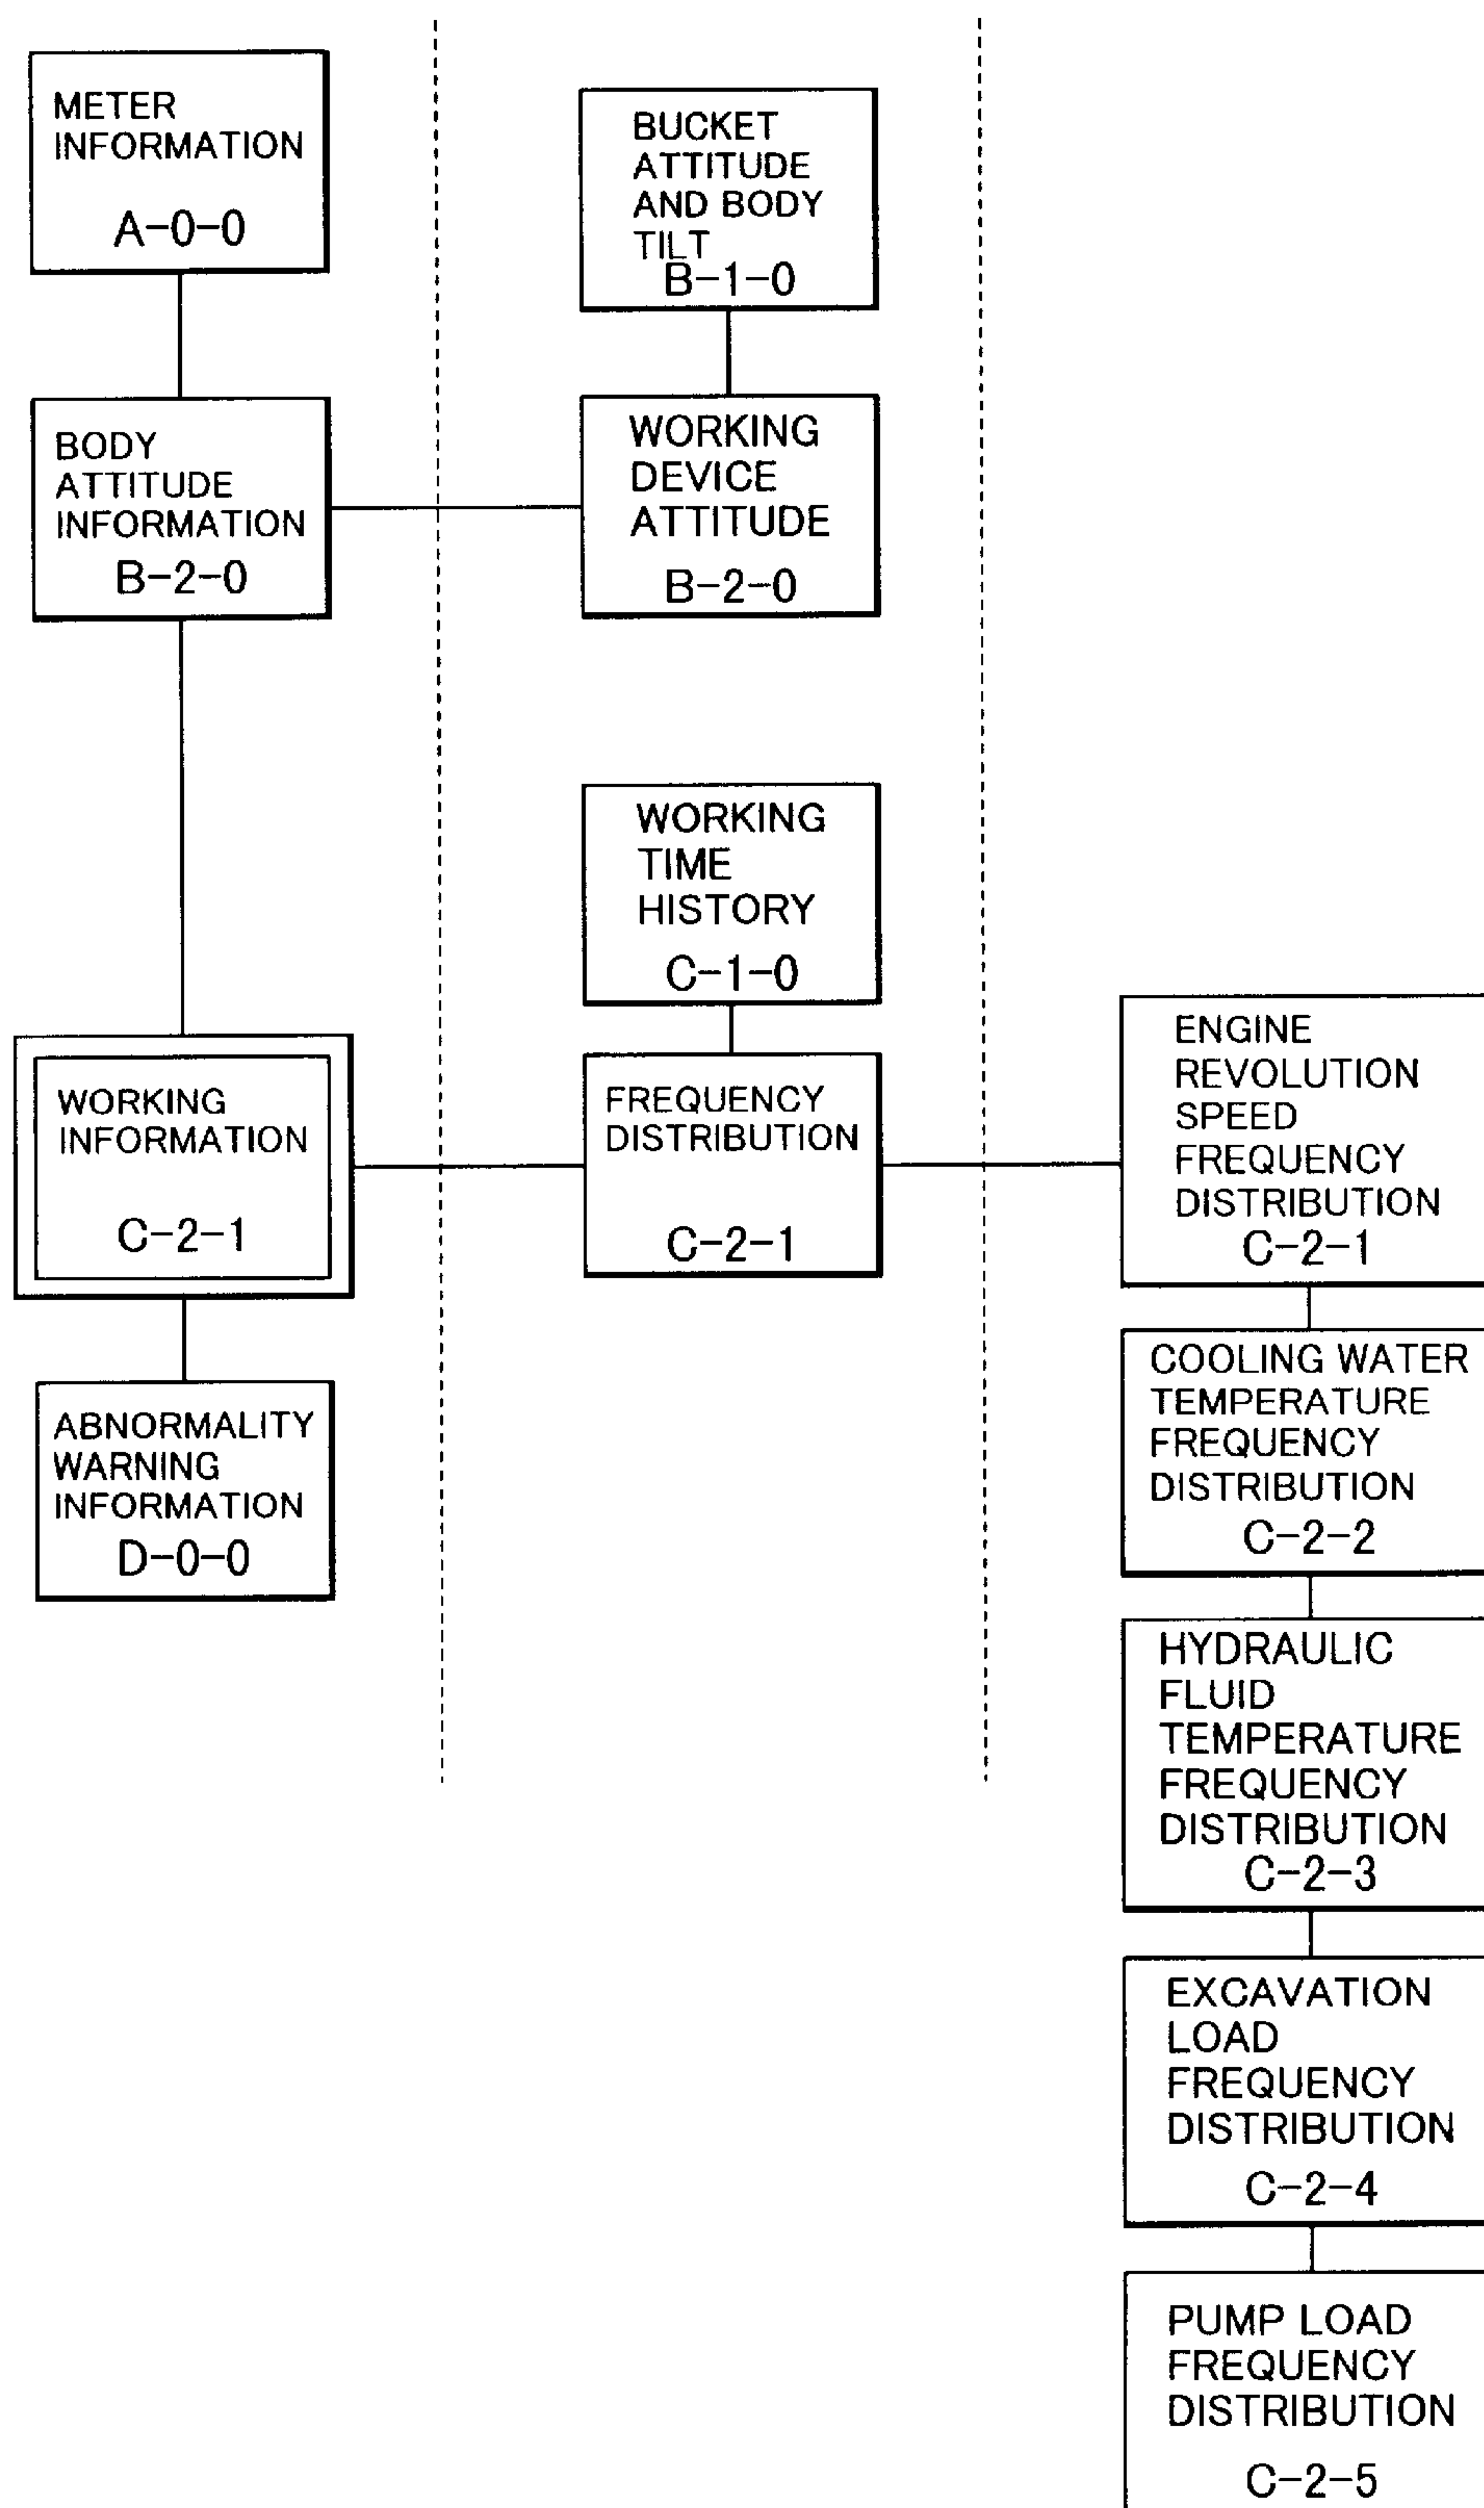 METER
INFORMATION
A-0-0
BODY
ATTITUDE
INFORMATION
B-2-0
WORKING
INFORMATION
C-2-1
ABNORMALITY
WARNING
INFORMATION
D-0-0
BUCKET
ATTITUDE
AND BODY
TILT
B-1-0
WORKING
DEVICE
ATTITUDE
B-2-0
WORKING
TIME
HISTORY
C-1-0
FREQUENCY
DISTRIBUTION
C-2-1
ENGINE
REVOLUTION
SPEED
FREQUENCY
DISTRIBUTION
C-2-1
COOLING WATER
TEMPERATURE
FREQUENCY
DISTRIBUTION
C-2-2
HYDRAULIC
FLUID
TEMPERATURE
FREQUENCY
DISTRIBUTION
C-2-3
EXCAVATION
LOAD
FREQUENCY
DISTRIBUTION
C-2-4
PUMP LOAD
FREQUENCY
DISTRIBUTION
C-2-5